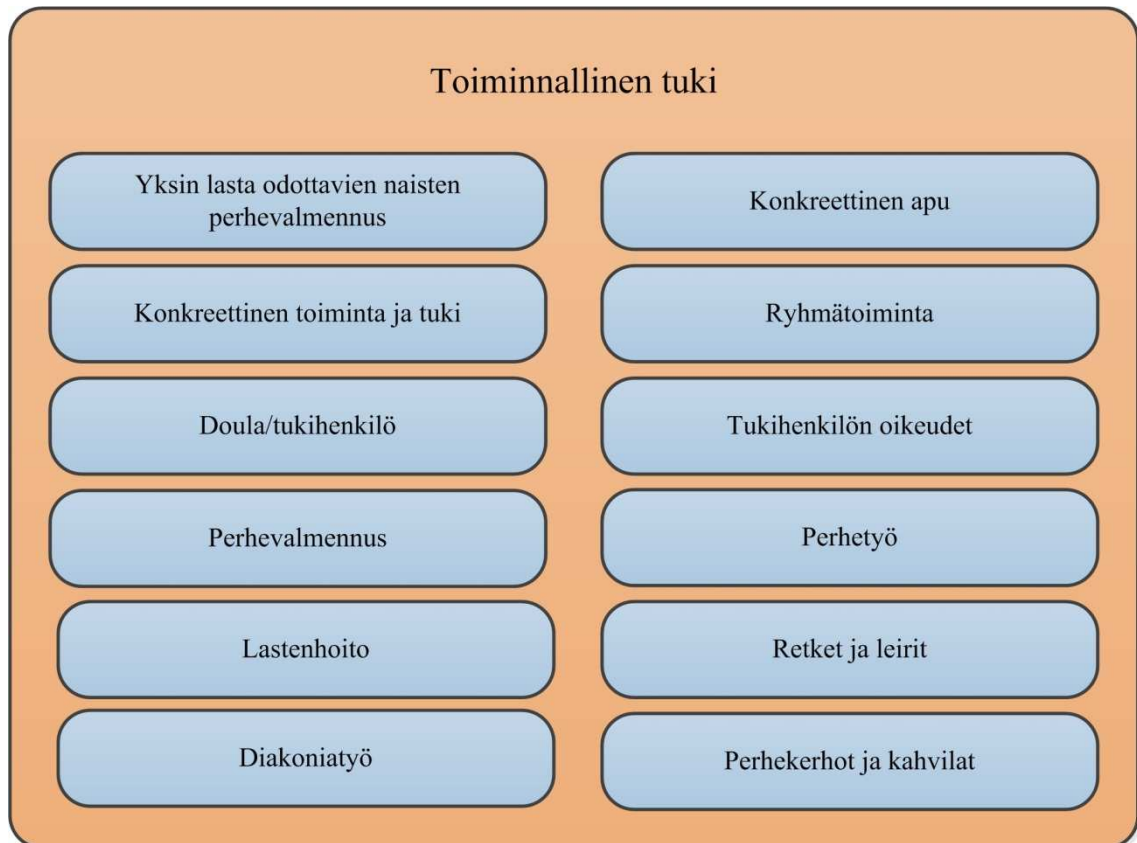 Toiminnallinen tuki
Yksin lasta odottavien naisten
perhevalmennus
Konkreettinen apu
Konkreettinen toiminta ja tuki
Ryhmätoiminta
Doula/tukihenkilö
Tukihenkilön oikeudet
Perhevalmennus
Perhetyö
Lastenhoito
Retket ja leirit
Diakoniatyö
Perhekerhot ja kahvilat